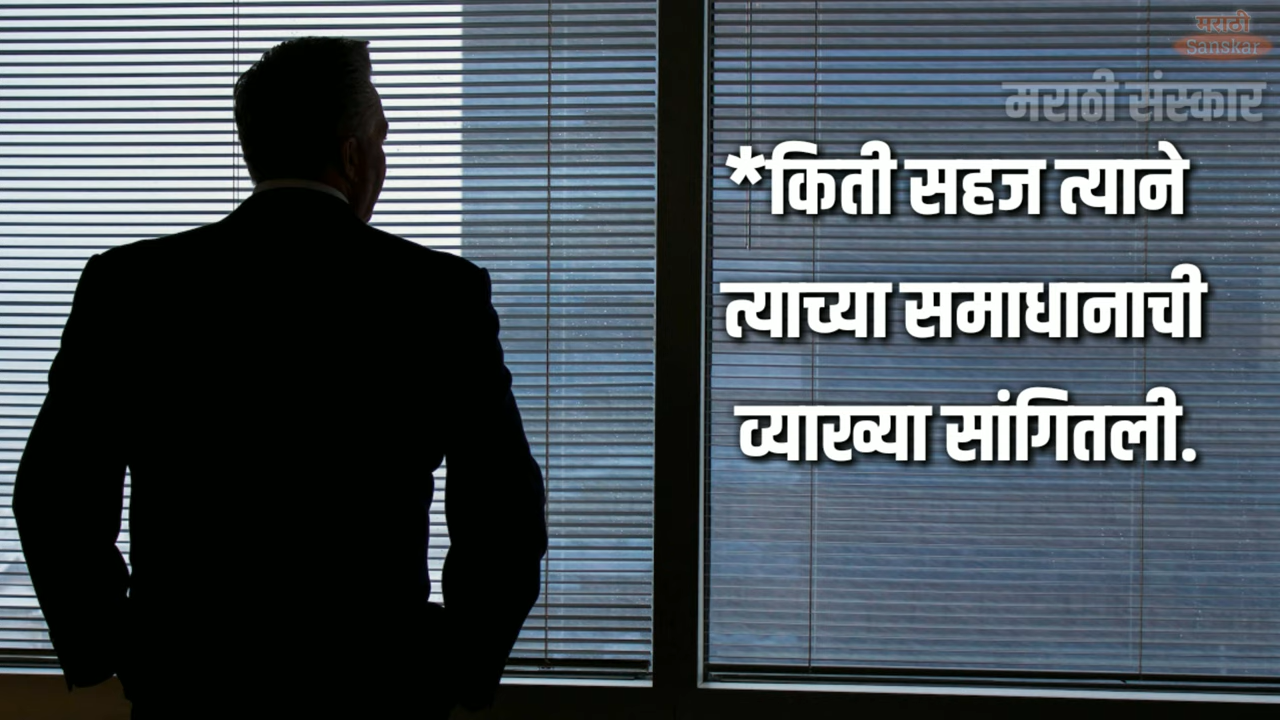 मराठी
Sanskar
मराठी संस्कार
*किती सहज त्याने
त्याच्या समाधानाची
व्याख्या सांगितली.